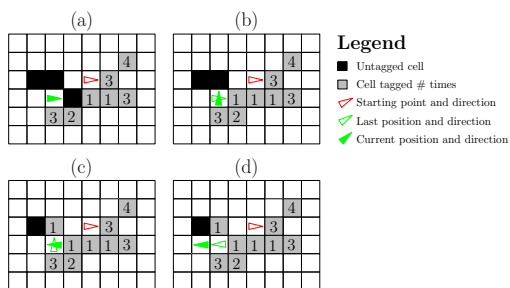 (a)
(b)
4
4
3
3
1 1 3
1 1 1 3
3 2
3 2
Legend
Untagged cell
Cell tagged # times
Starting point and direction
Last position and direction
Current position and direction
(c)
(d)
4
4
1 3
1 3
1 1 1 3
1 1 1 3
3 2
3 2